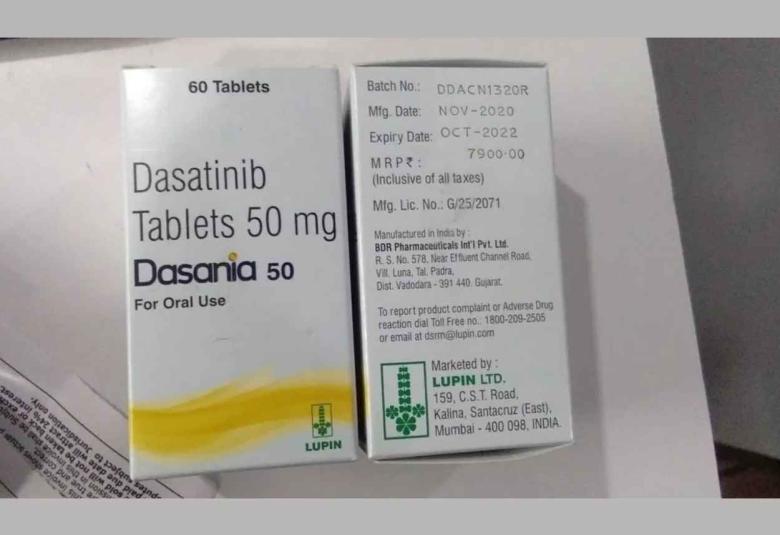 60 Tablets
Dasatinib
Tablets 50 mg
Dasania 50
For Oral Use
LUPIN
Batch No.: DDACN1320R
Mfg. Date: NOV-2020
Expiry Date: OCT-2022
MRP₹: 7900.00
(Inclusive of all taxes)
Mfg. Lic. No.: G/25/2071
Manufactured in India by :
BDR Pharmaceuticals Int'l Pvt. Ltd.
R. S. No. 578, Near Effluent Channel Road,
Vill. Luna, Tal. Padra,
Dist. Vadodara - 391 440. Gujarat.
To report product complaint or Adverse Drug
reaction dial Toll Free no.: 1800-209-2505
or email at dsrm@lupin.com
Marketed by :
LUPIN LTD.
159, C.S.T. Road,
Kalina, Santacruz (East),
Mumbai - 400 098, INDIA.
subject to Jurisdication only.